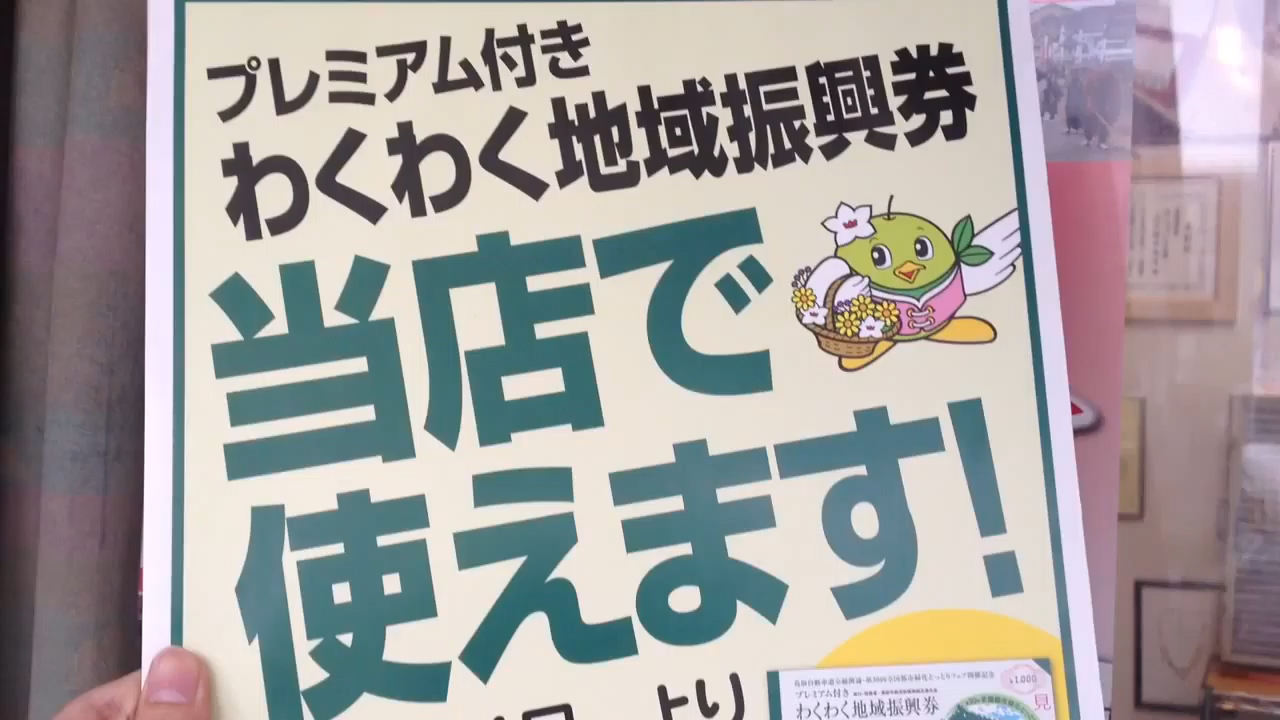 プレミアム付き
わくわく地域振興券
当店で
使えます!
より
プレミアム付き
わくわく地域振興券
¥1,000
見